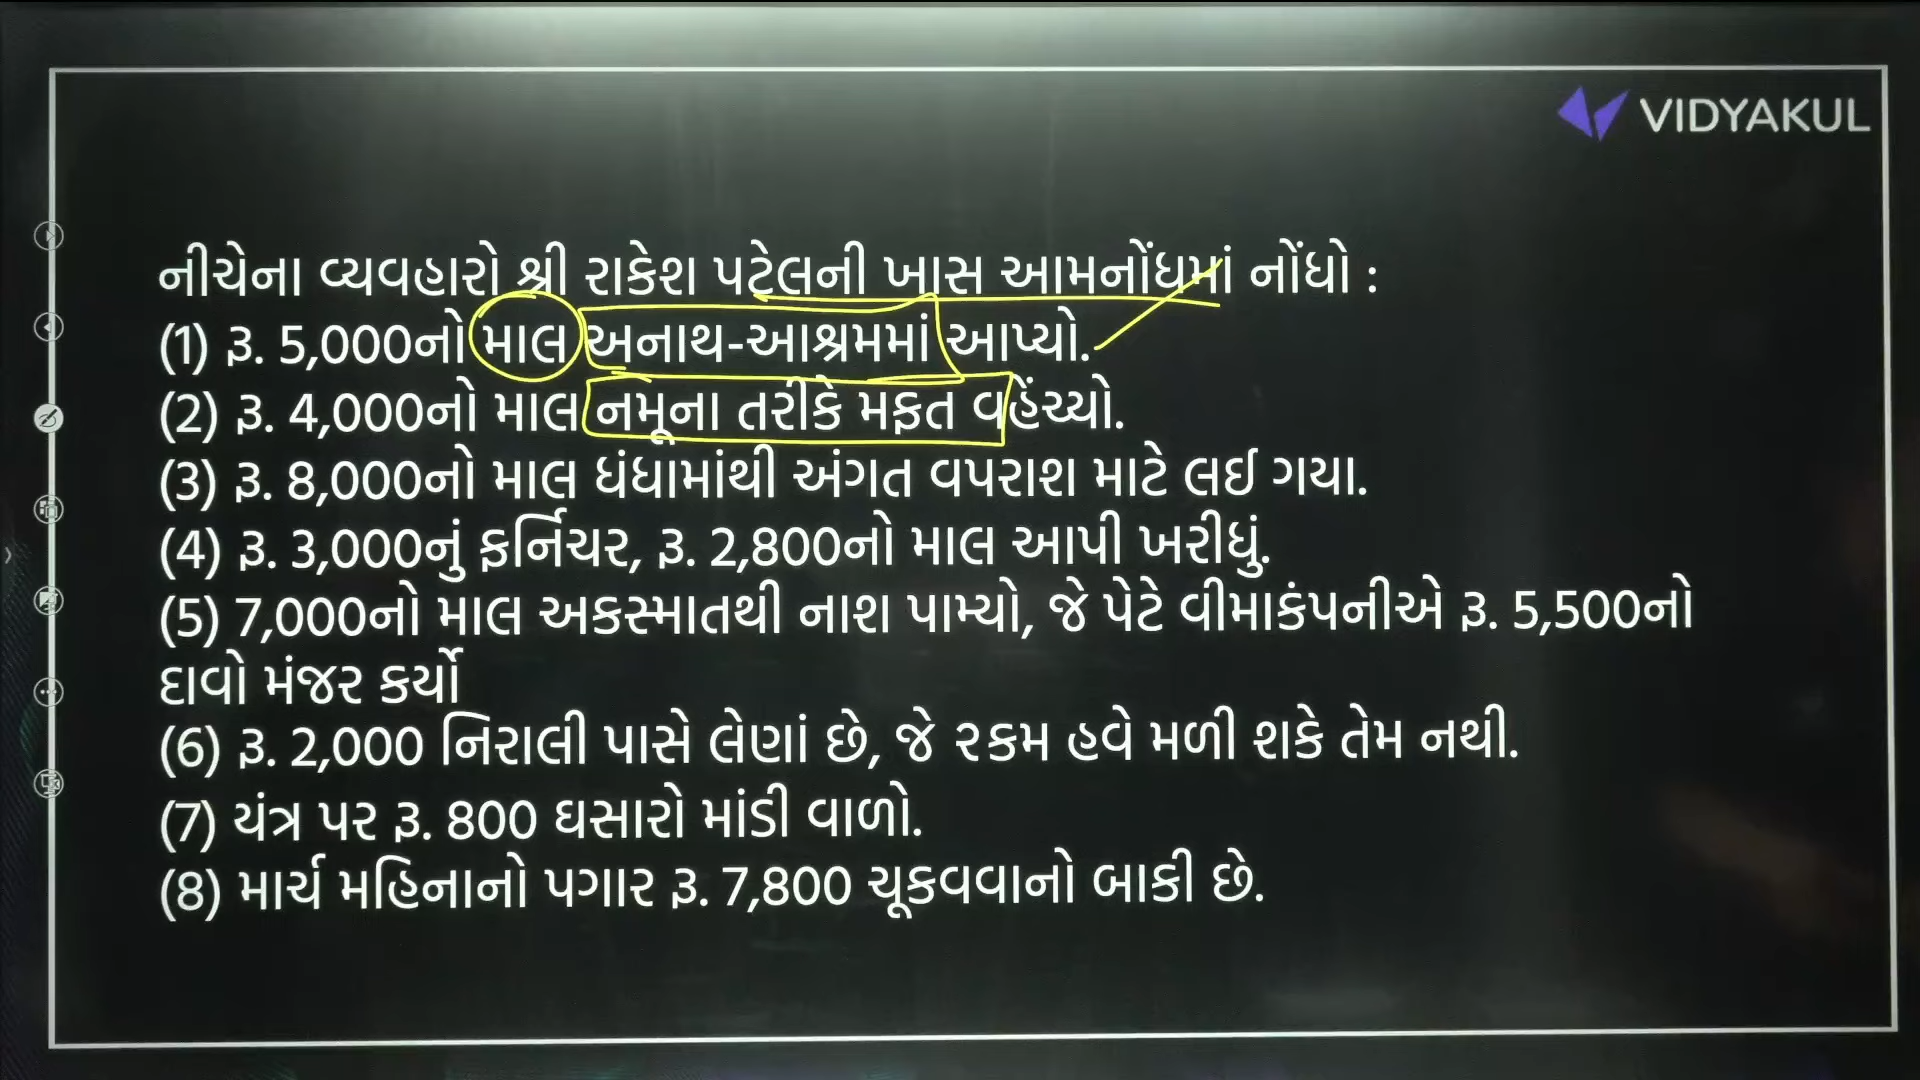 VIDYAKUL
નીચેના વ્યવહારો શ્રી રાકેશ પટેલની ખાસ આમનોંધમાં નોંધો :
(1) રૂ. 5,000નો માલ અનાથ-આશ્રમમાં આપ્યો.
(2) રૂ. 4,000નો માલ નમૂના તરીકે મફત વહેંચ્યો.
(3) રૂ. 8,000નો માલ ધંધામાંથી અંગત વપરાશ માટે લઈ ગયા.
(4) રૂ. 3,000નું ફર્નિચર, રૂ. 2,800નો માલ આપી ખરીધું.
(5) 7,000નો માલ અકસ્માતથી નાશ પામ્યો, જે પેટે વીમાકંપનીએ રૂ. 5,500નો
દાવો મંજર કર્યો
(6) રૂ. 2,000 નિરાલી પાસે લેણાં છે, જે રકમ હવે મળી શકે તેમ નથી.
(7) યંત્ર પર રૂ. 800 ઘસારો માંડી વાળો.
(8) માર્ચ મહિનાનો પગાર રૂ. 7,800 ચૂકવવાનો બાકી છે.